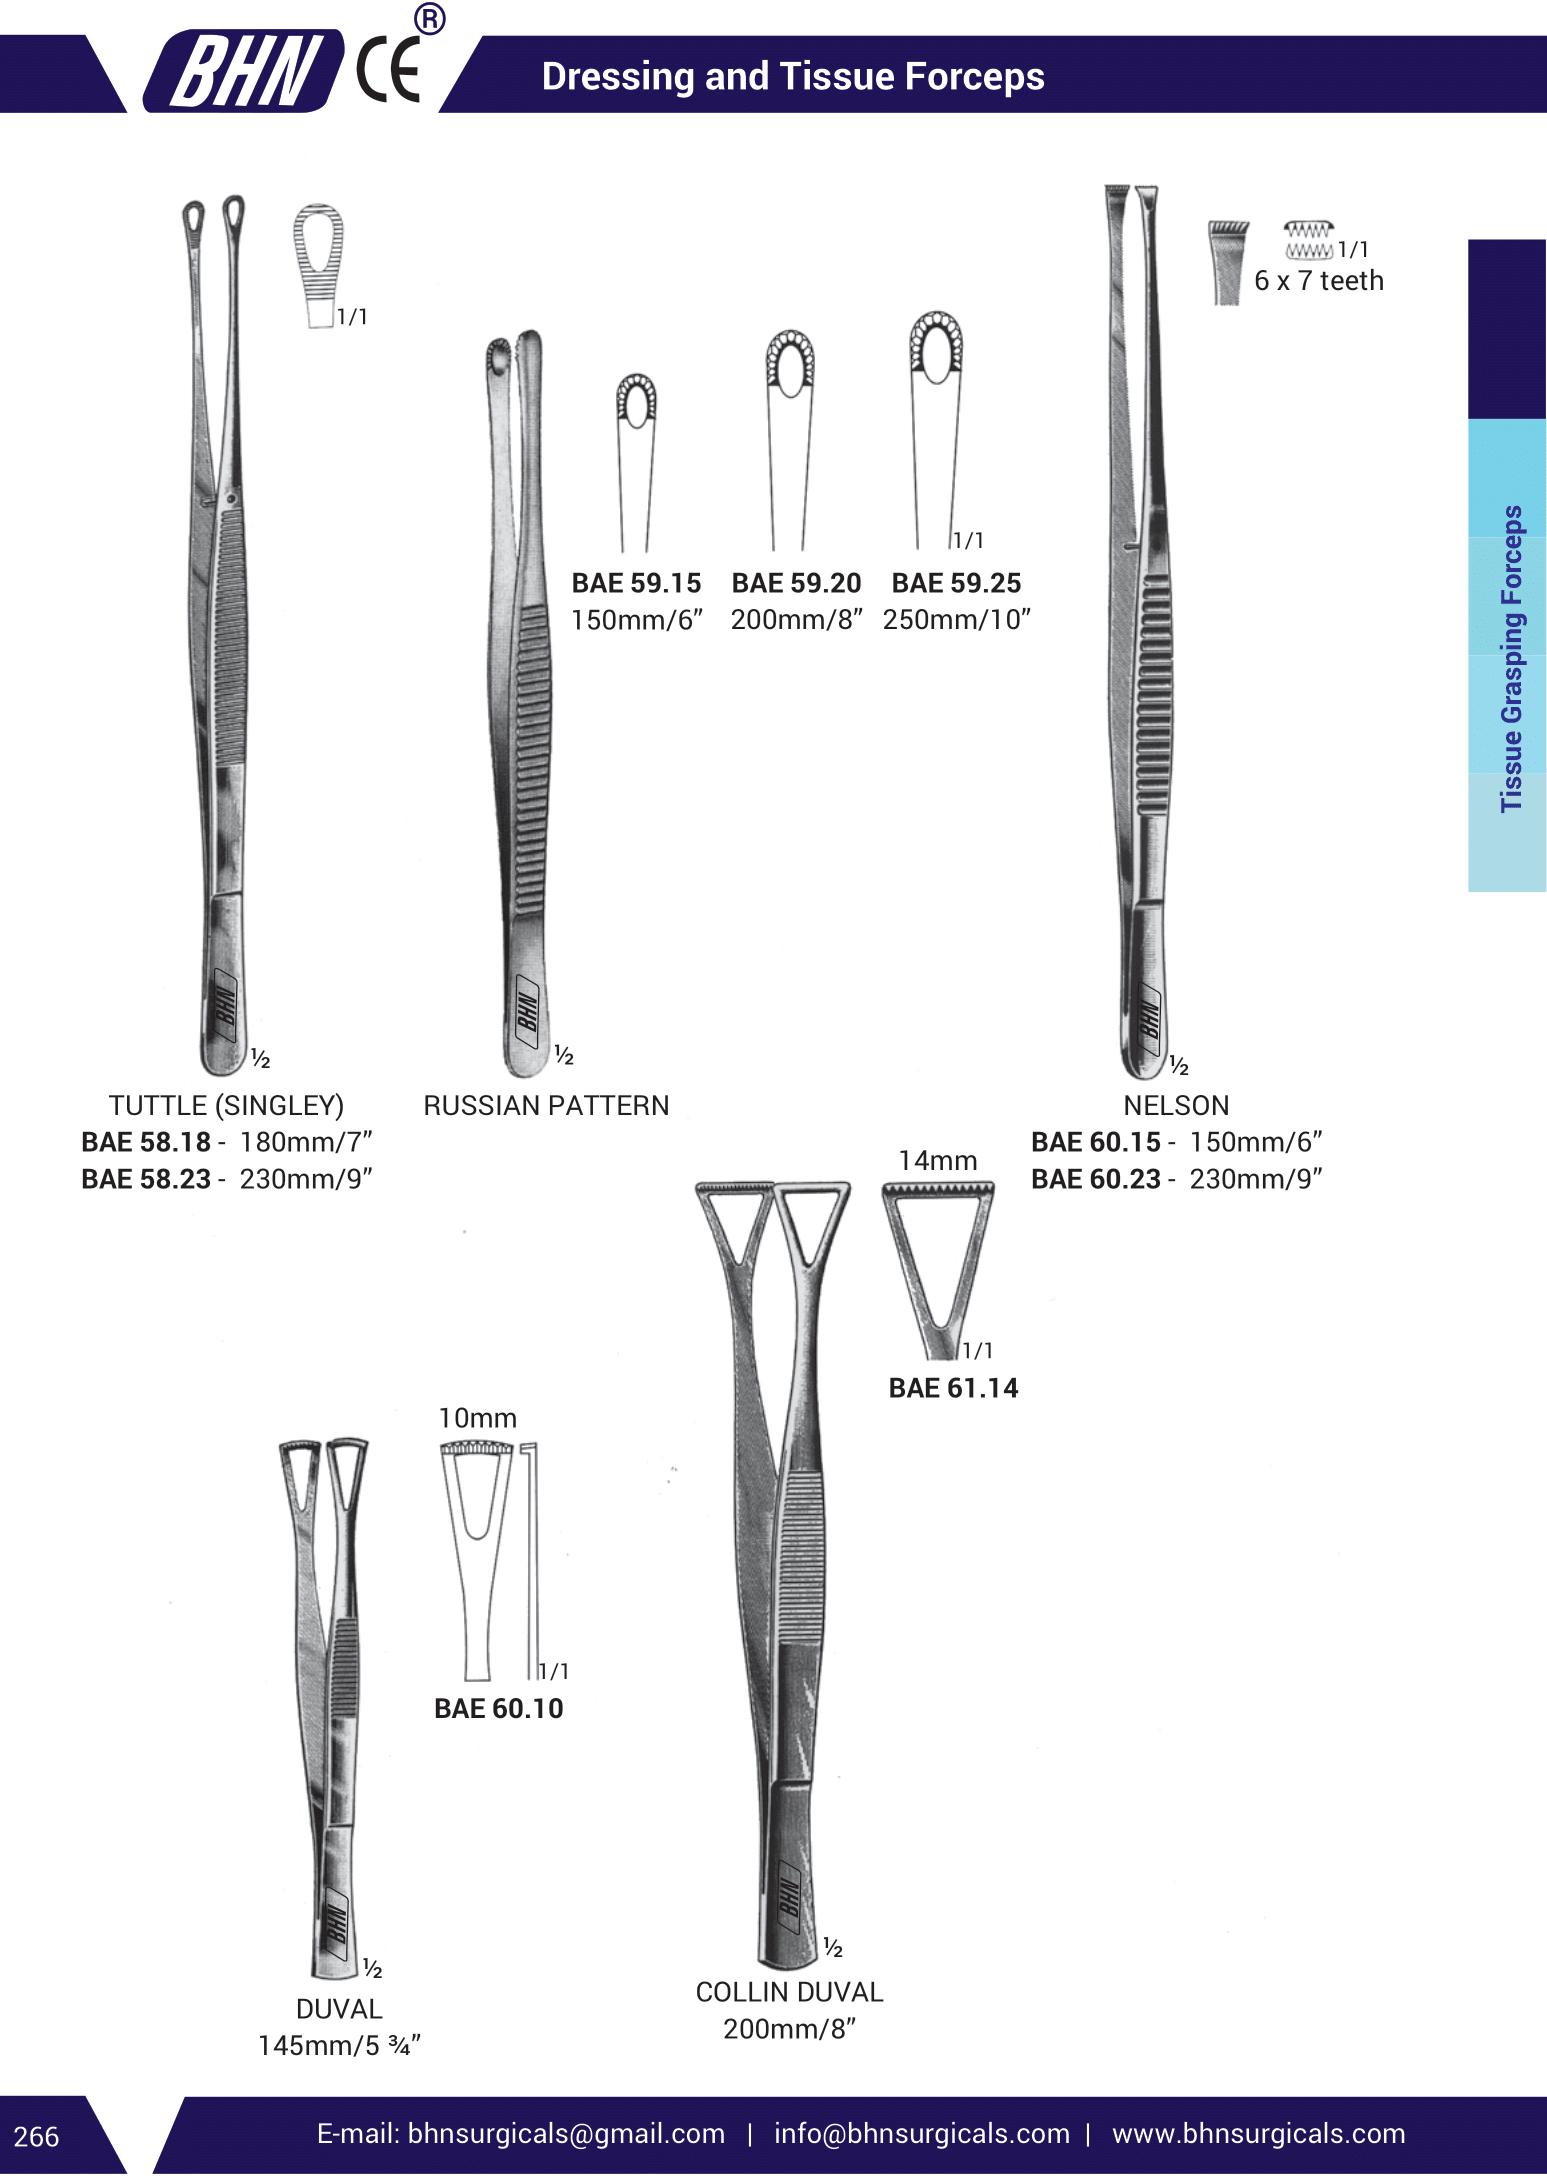 BHN CE ®
Dressing and Tissue Forceps
1/1
1/1
6 x 7 teeth
1/1
BAE 59.15 BAE 59.20 BAE 59.25
150mm/6” 200mm/8” 250mm/10”
Tissue Grasping Forceps
BHN
BHN
BHN
½
½
½
TUTTLE (SINGLEY)
BAE 58.18 - 180mm/7”
BAE 58.23 - 230mm/9”
RUSSIAN PATTERN
NELSON
BAE 60.15 - 150mm/6”
BAE 60.23 - 230mm/9”
14mm
1/1
BAE 61.14
10mm
1/1
BAE 60.10
BHN
½
DUVAL
145mm/5 ¾”
BHN
½
COLLIN DUVAL
200mm/8”
266
E-mail: bhnsurgicals@gmail.com | info@bhnsurgicals.com | www.bhnsurgicals.com